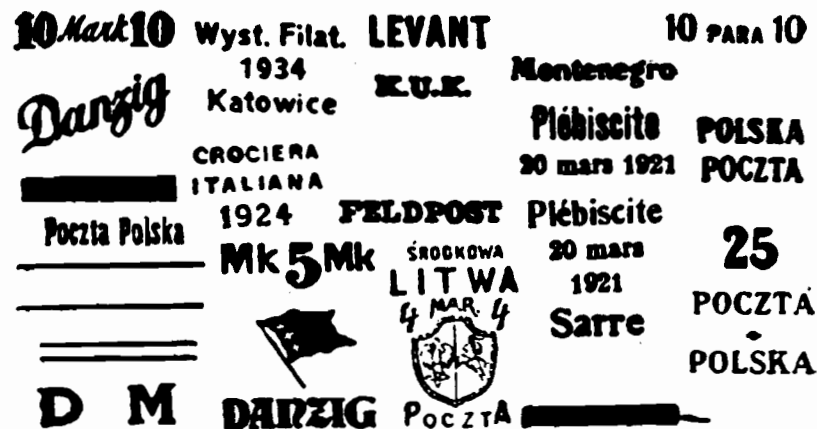 10 Mark 10
Danzig
Poczta Polska
D M
Wyst. Filat.
1934
Katowice
CROCIERA
ITALIANA
1924
Mk 5 Mk
DANZIG
LEVANT
K.U.K.
FELDPOST
ŚRODKOWA
LITWA
4 MAR. 4
POCZTA
10 PARA 10
Montenegro
Plébiscite
20 mars 1921
Plébiscite
20 mars
1921
Sarre
POLSKA
POCZTA
25
POCZTA
POLSKA